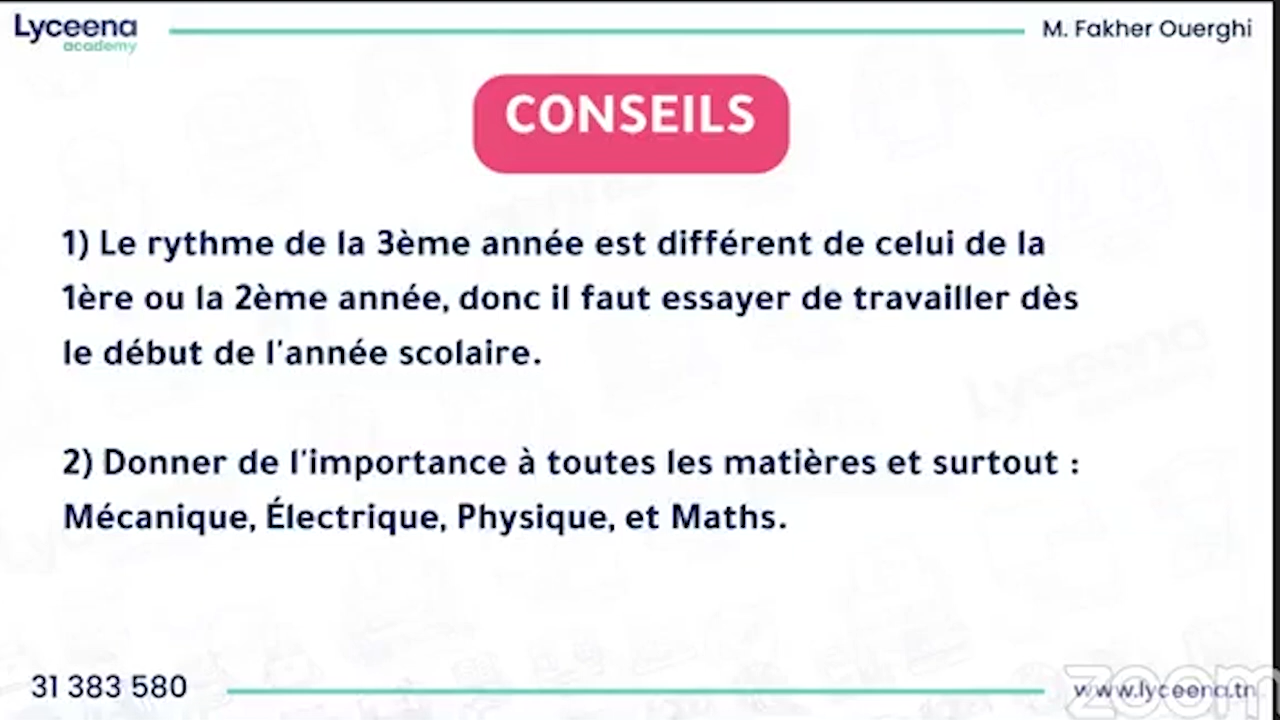 Lyceena
academy
M. Fakher Ouerghi
CONSEILS
1) Le rythme de la 3ème année est différent de celui de la
1ère ou la 2ème année, donc il faut essayer de travailler dès
le début de l'année scolaire.
2) Donner de l'importance à toutes les matières et surtout :
Mécanique, Électrique, Physique, et Maths.
Lyceena
31 383 580
www.lyceena.tn
zoom